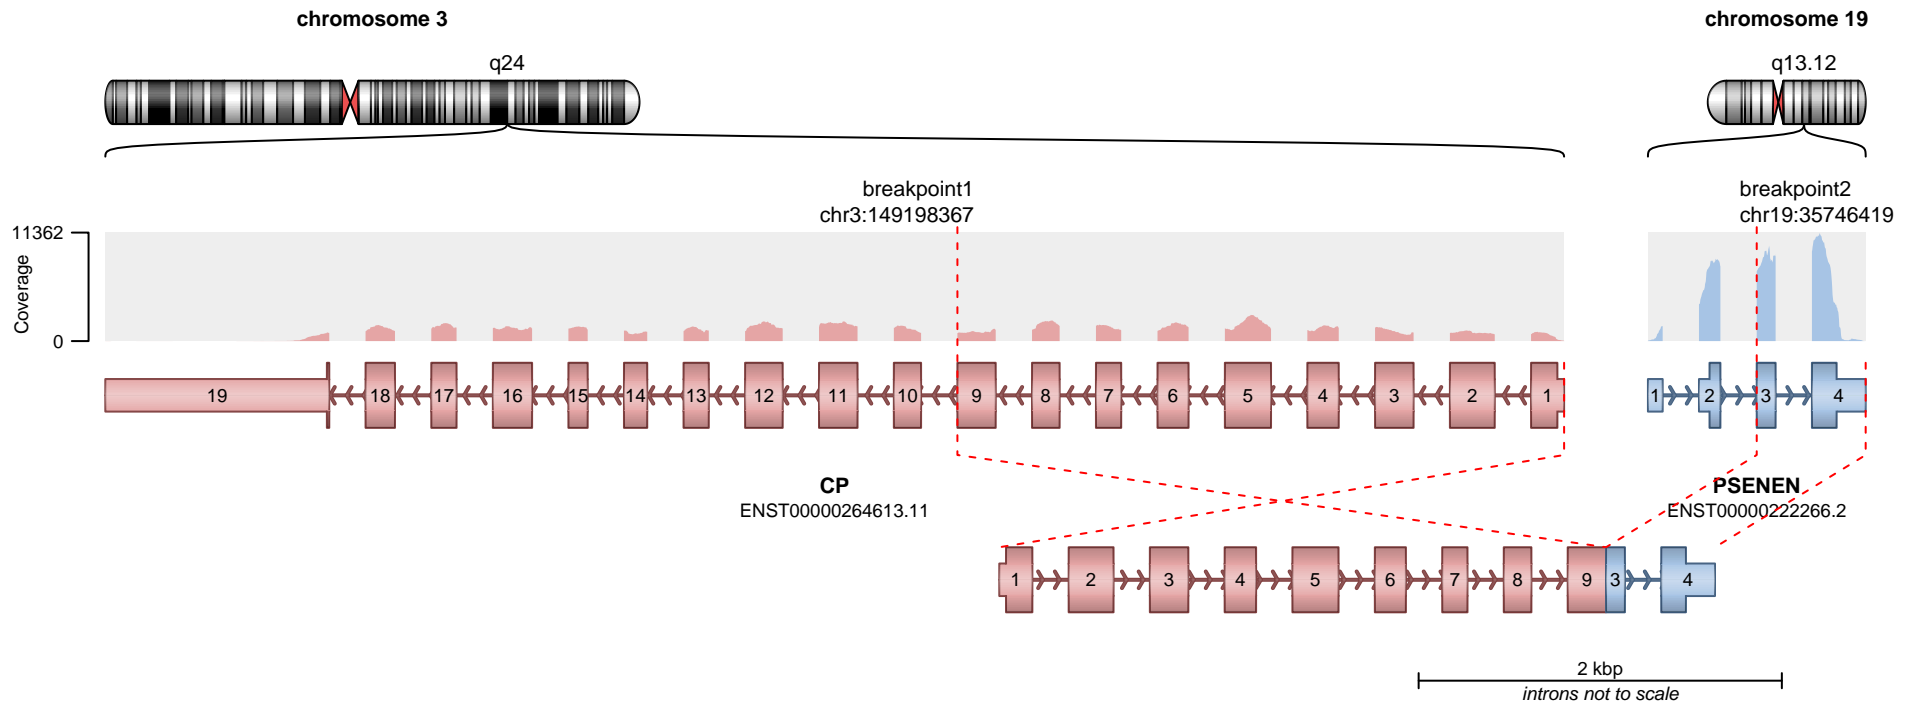 chromosome 3
chromosome 19
q24
q13.12
breakpoint1
chr3:149198367
breakpoint2
chr19:35746419
11362
Coverage
0
19 18 17 16 15 14 13 12 11 10 9 8 7 6 5 4 3 2 1
1 2 3 4
CP
ENST00000264613.11
PSENEN
ENST00000222266.2
1 2 3 4 5 6 7 8 9 3 4
2 kbp
introns not to scale